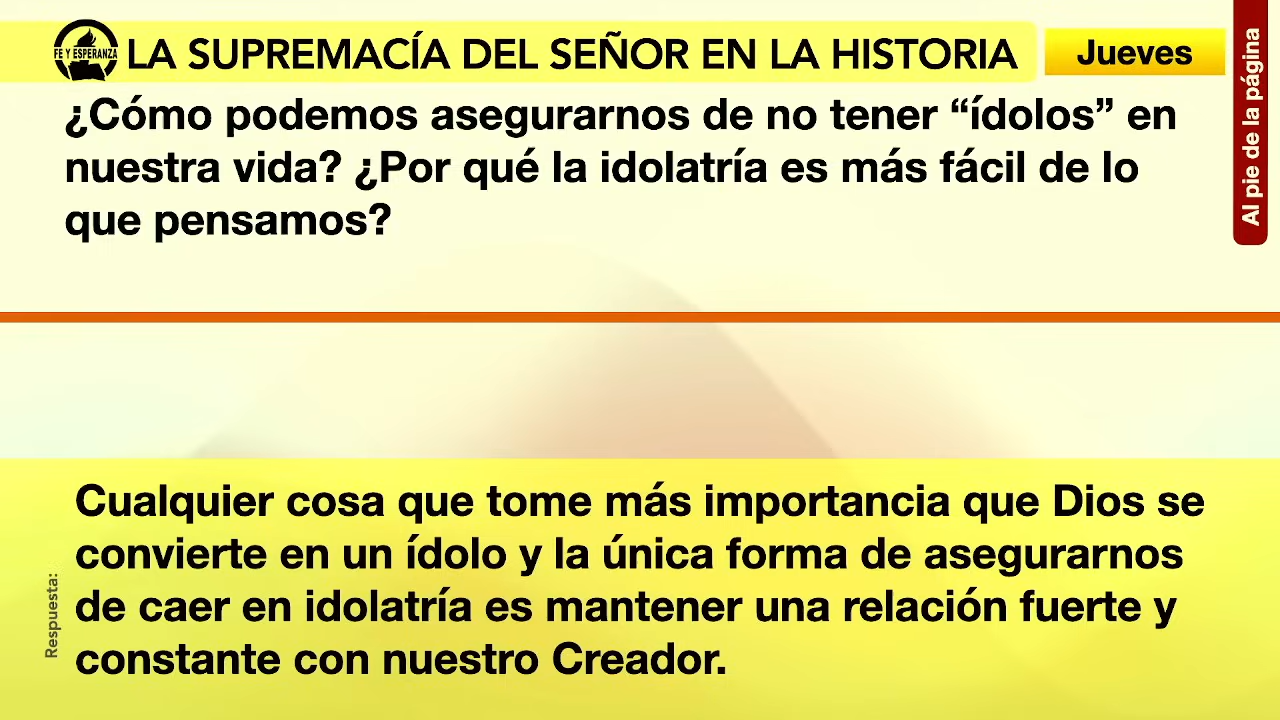 FE Y ESPERANZA
LA SUPREMACÍA DEL SEÑOR EN LA HISTORIA
Jueves
Al pie de la página
¿Cómo podemos asegurarnos de no tener “ídolos” en
nuestra vida? ¿Por qué la idolatría es más fácil de lo
que pensamos?
Respuesta:
Cualquier cosa que tome más importancia que Dios se
convierte en un ídolo y la única forma de asegurarnos
de caer en idolatría es mantener una relación fuerte y
constante con nuestro Creador.